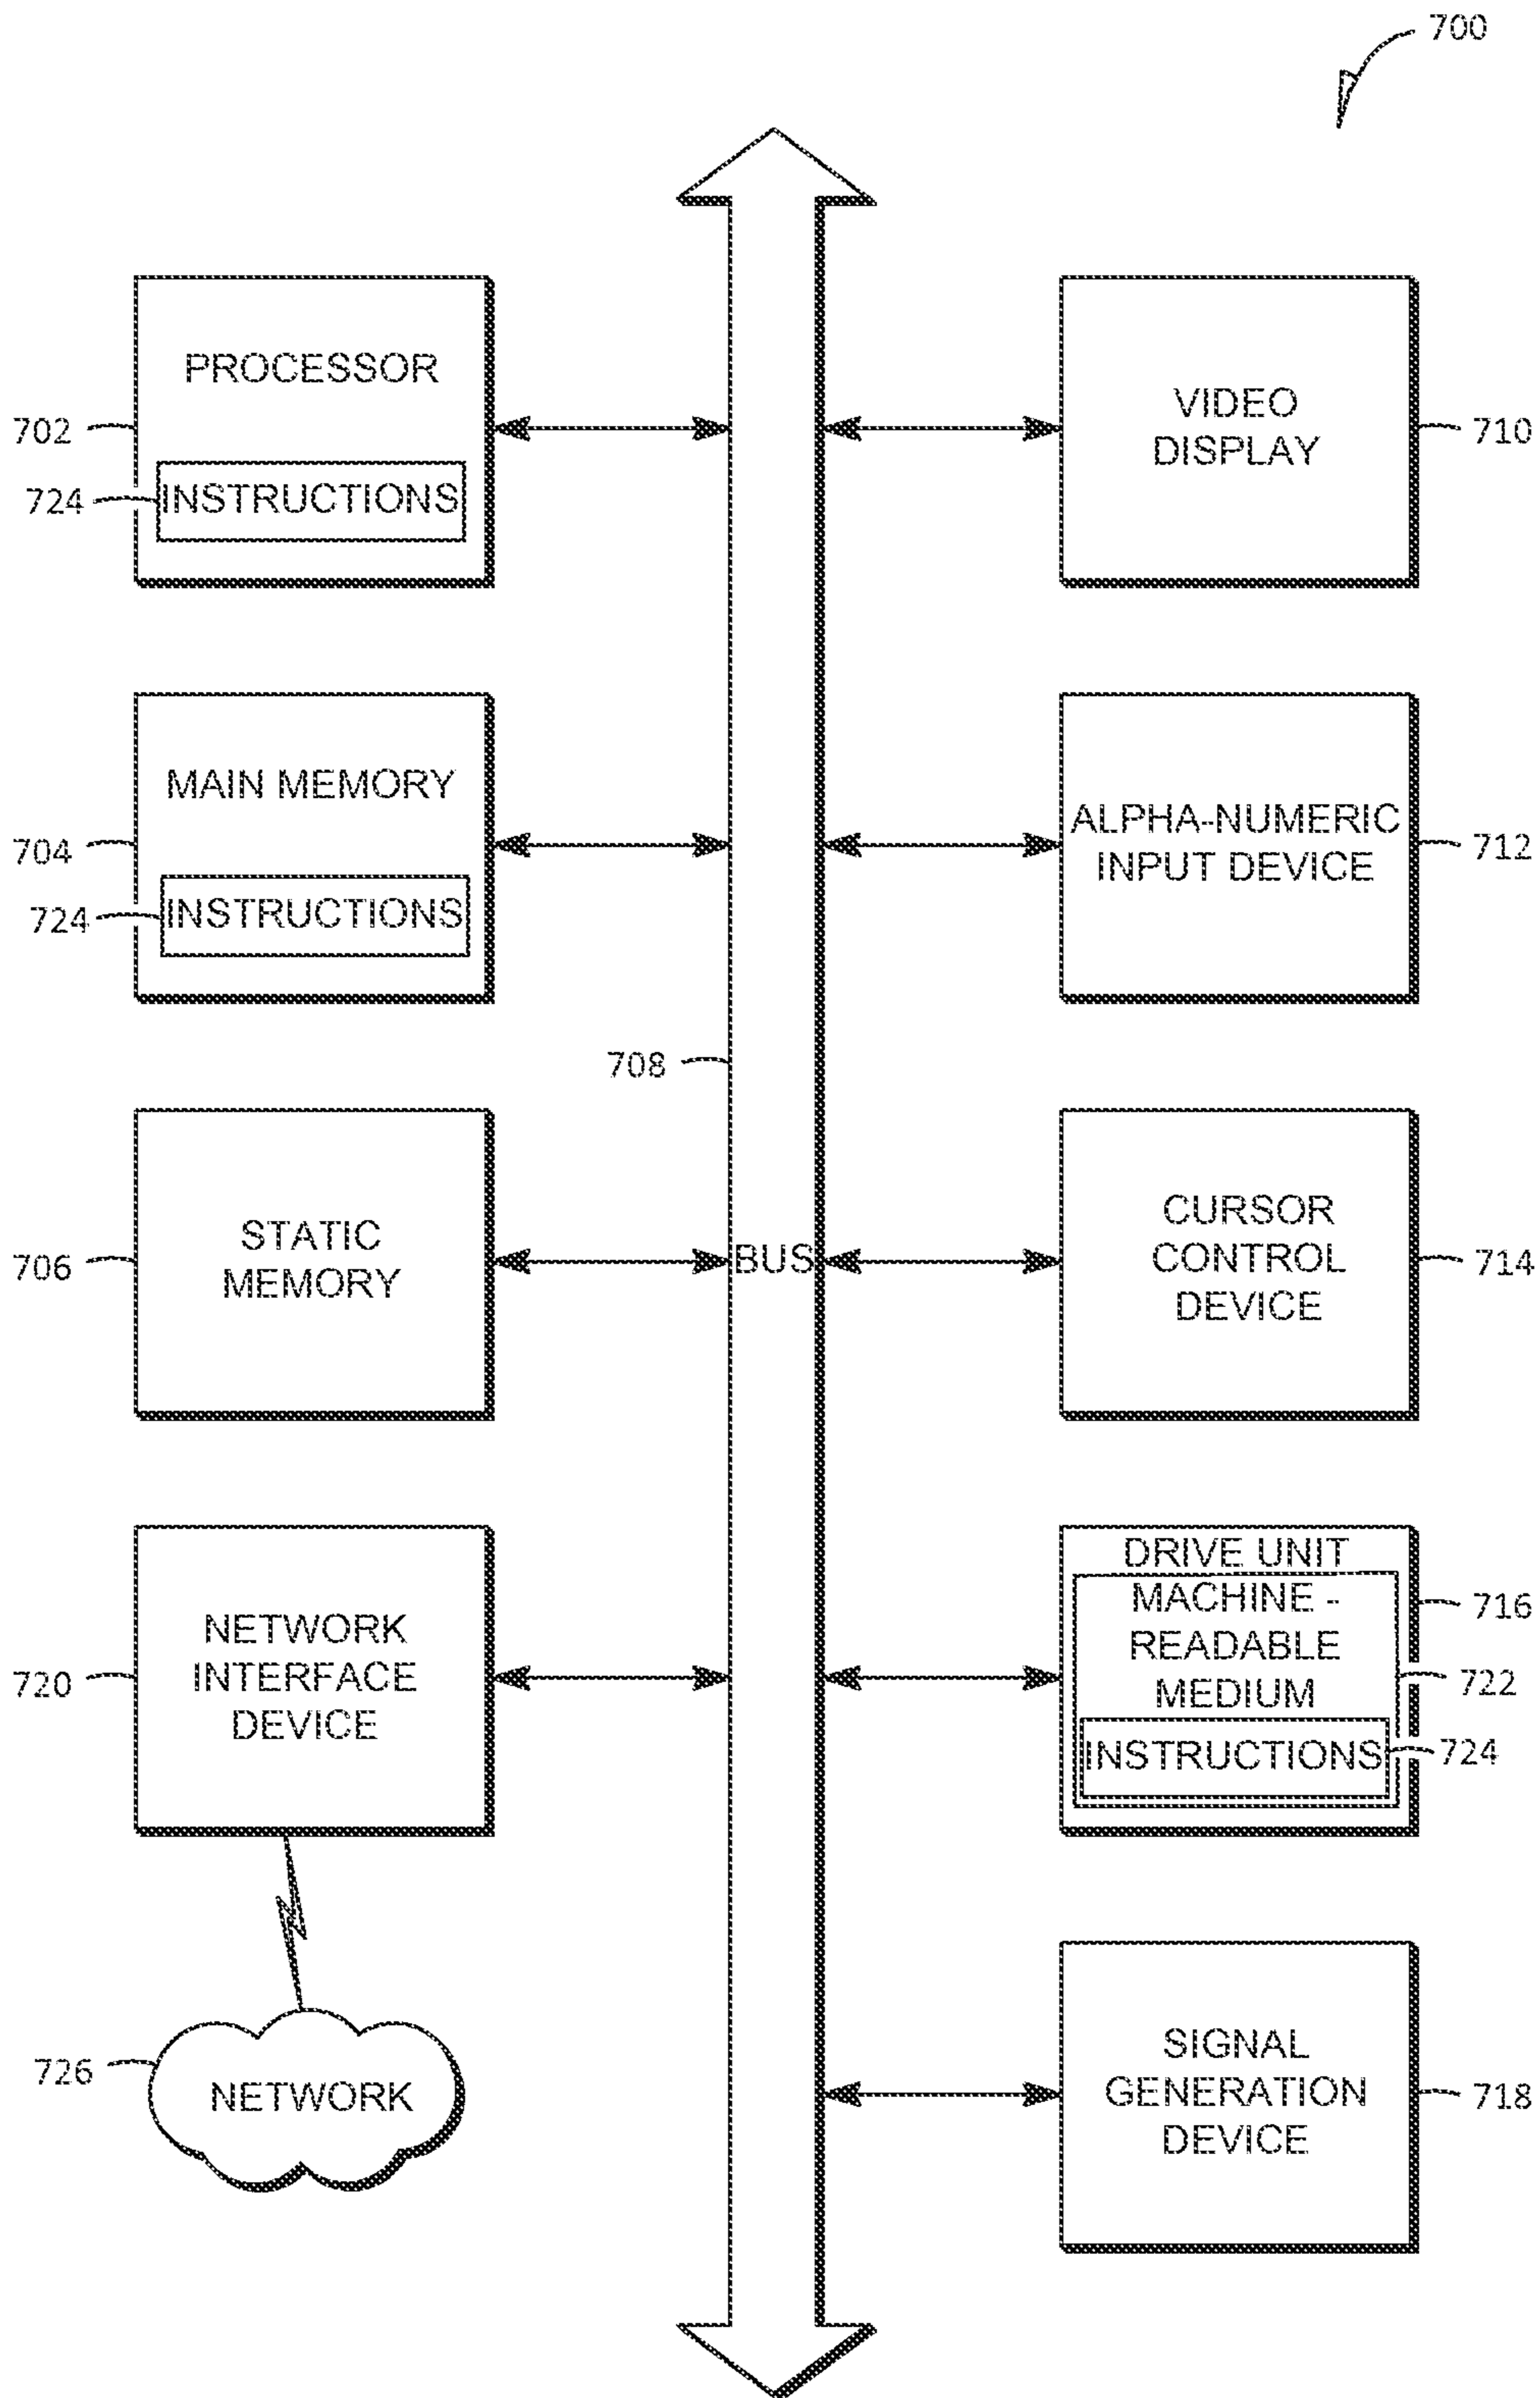 700
PROCESSOR
702
724
INSTRUCTIONS
VIDEO
DISPLAY
710
MAIN MEMORY
704
724
INSTRUCTIONS
ALPHA-NUMERIC
INPUT DEVICE
712
708
STATIC
MEMORY
706
BUS
CURSOR
CONTROL
DEVICE
714
NETWORK
INTERFACE
DEVICE
720
DRIVE UNIT
MACHINE -
READABLE
MEDIUM
716
722
INSTRUCTIONS
724
726
NETWORK
SIGNAL
GENERATION
DEVICE
718